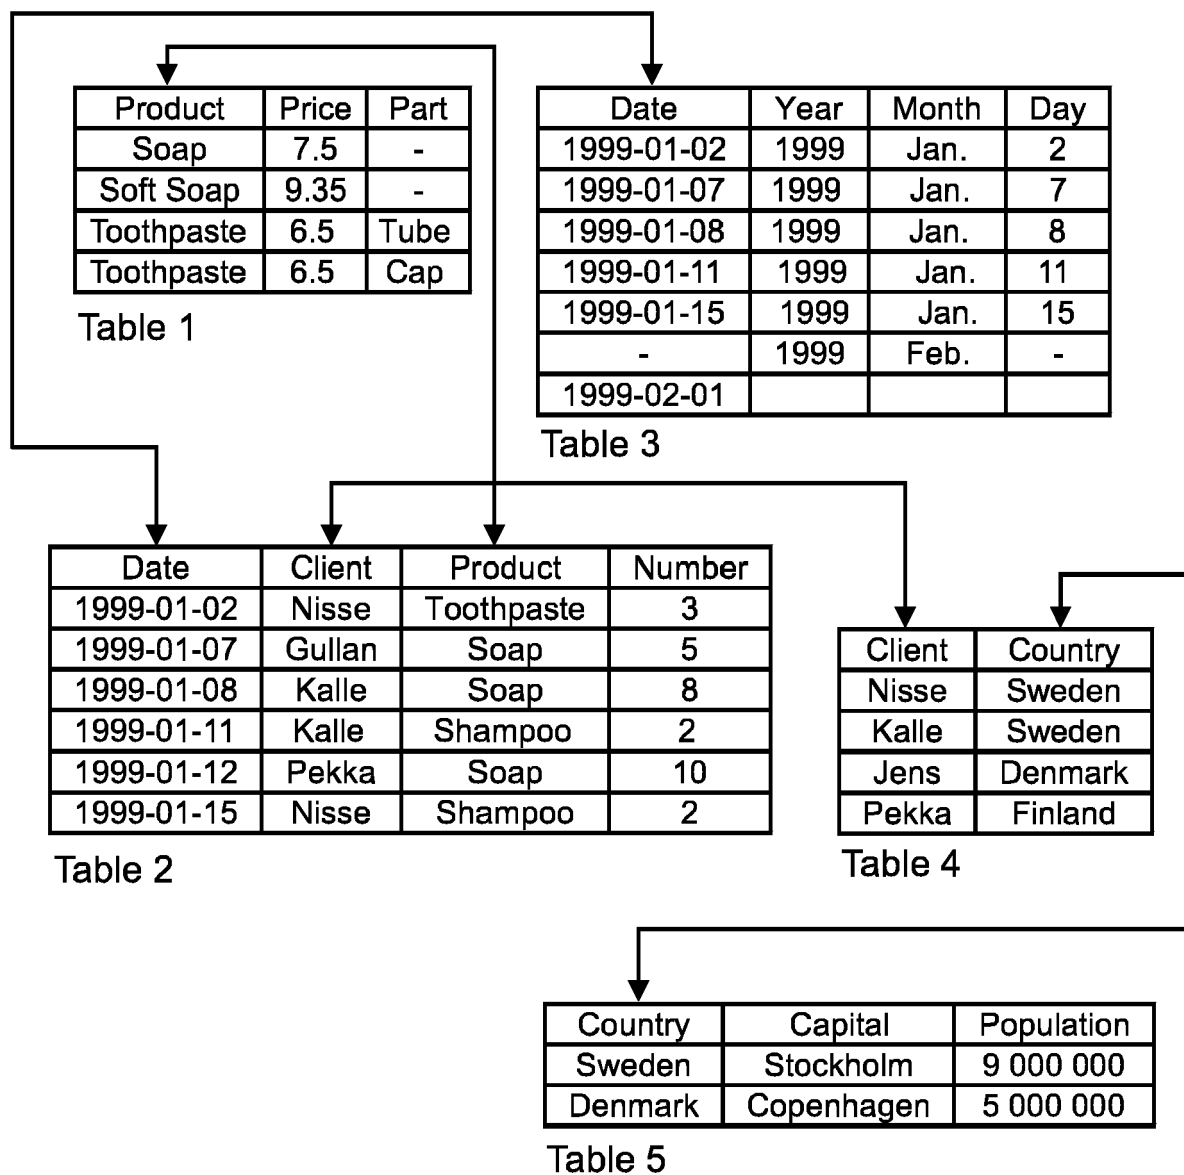 Product Price Part
Soap 7.5 -
Soft Soap 9.35 -
Toothpaste 6.5 Tube
Toothpaste 6.5 Cap
Table 1
Date Year Month Day
1999-01-02 1999 Jan. 2
1999-01-07 1999 Jan. 7
1999-01-08 1999 Jan. 8
1999-01-11 1999 Jan. 11
1999-01-15 1999 Jan. 15
- 1999 Feb. -
1999-02-01
Table 3
Date Client Product Number
1999-01-02 Nisse Toothpaste 3
1999-01-07 Gullan Soap 5
1999-01-08 Kalle Soap 8
1999-01-11 Kalle Shampoo 2
1999-01-12 Pekka Soap 10
1999-01-15 Nisse Shampoo 2
Table 2
Client Country
Nisse Sweden
Kalle Sweden
Jens Denmark
Pekka Finland
Table 4
Country Capital Population
Sweden Stockholm 9 000 000
Denmark Copenhagen 5 000 000
Table 5